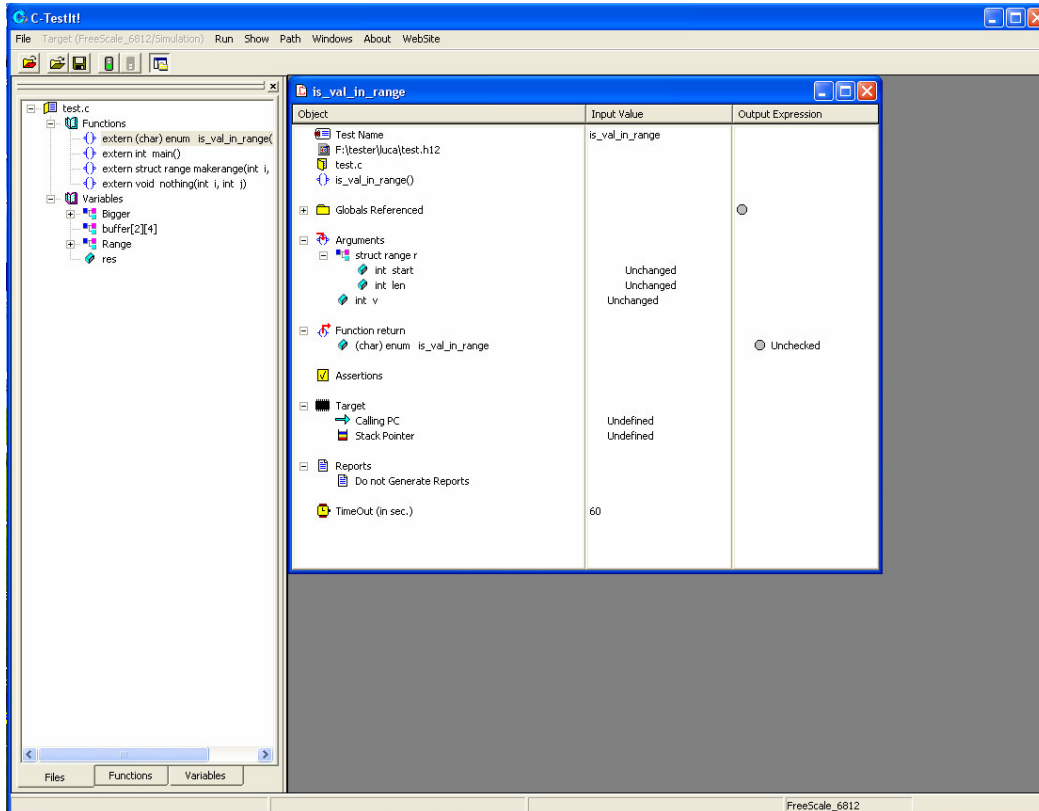 C-TestIt!
File Target (FreeScale_6812/Simulation) Run Show Path Windows About WebSite
test.c
Functions
extern (char) enum is_val_in_range(
extern int main()
extern struct range makerange(int i,
extern void nothing(int i, int j)
Variables
Bigger
buffer[2][4]
Range
res
Files Functions Variables
is_val_in_range
Object Input Value Output Expression
Test Name is_val_in_range
F:\tester\luca\test.h12
test.c
is_val_in_range()
Globals Referenced
Arguments
struct range r
int start Unchanged
int len Unchanged
int v Unchanged
Function return
(char) enum is_val_in_range Unchecked
Assertions
Target
Calling PC Undefined
Stack Pointer Undefined
Reports
Do not Generate Reports
TimeOut (in sec.) 60
FreeScale_6812